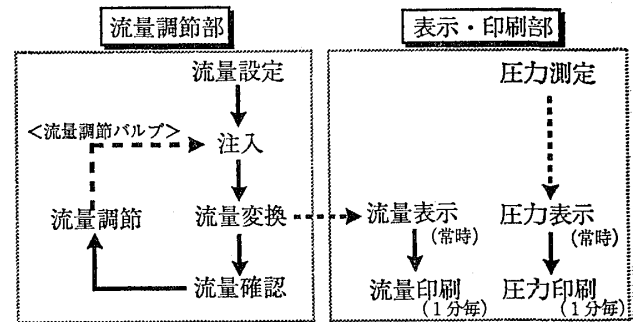 流量調節部
流量設定
<流量調節バルブ>
注入
流量調節
流量変換
流量確認
表示・印刷部
圧力測定
流量表示
(常時)
圧力表示
(常時)
流量印刷
(1分毎)
圧力印刷
(1分毎)